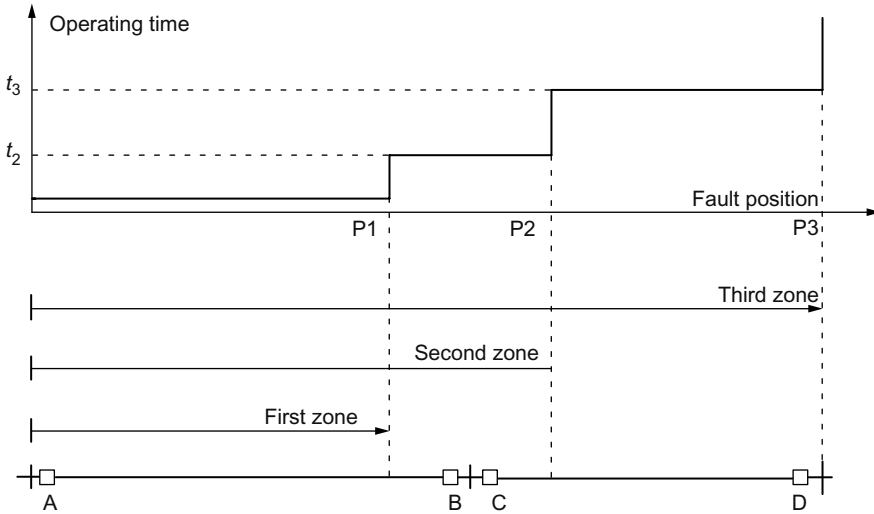 Operating time
t3
t2
Fault position
P1
P2
P3
Third zone
Second zone
First zone
A
B
C
D